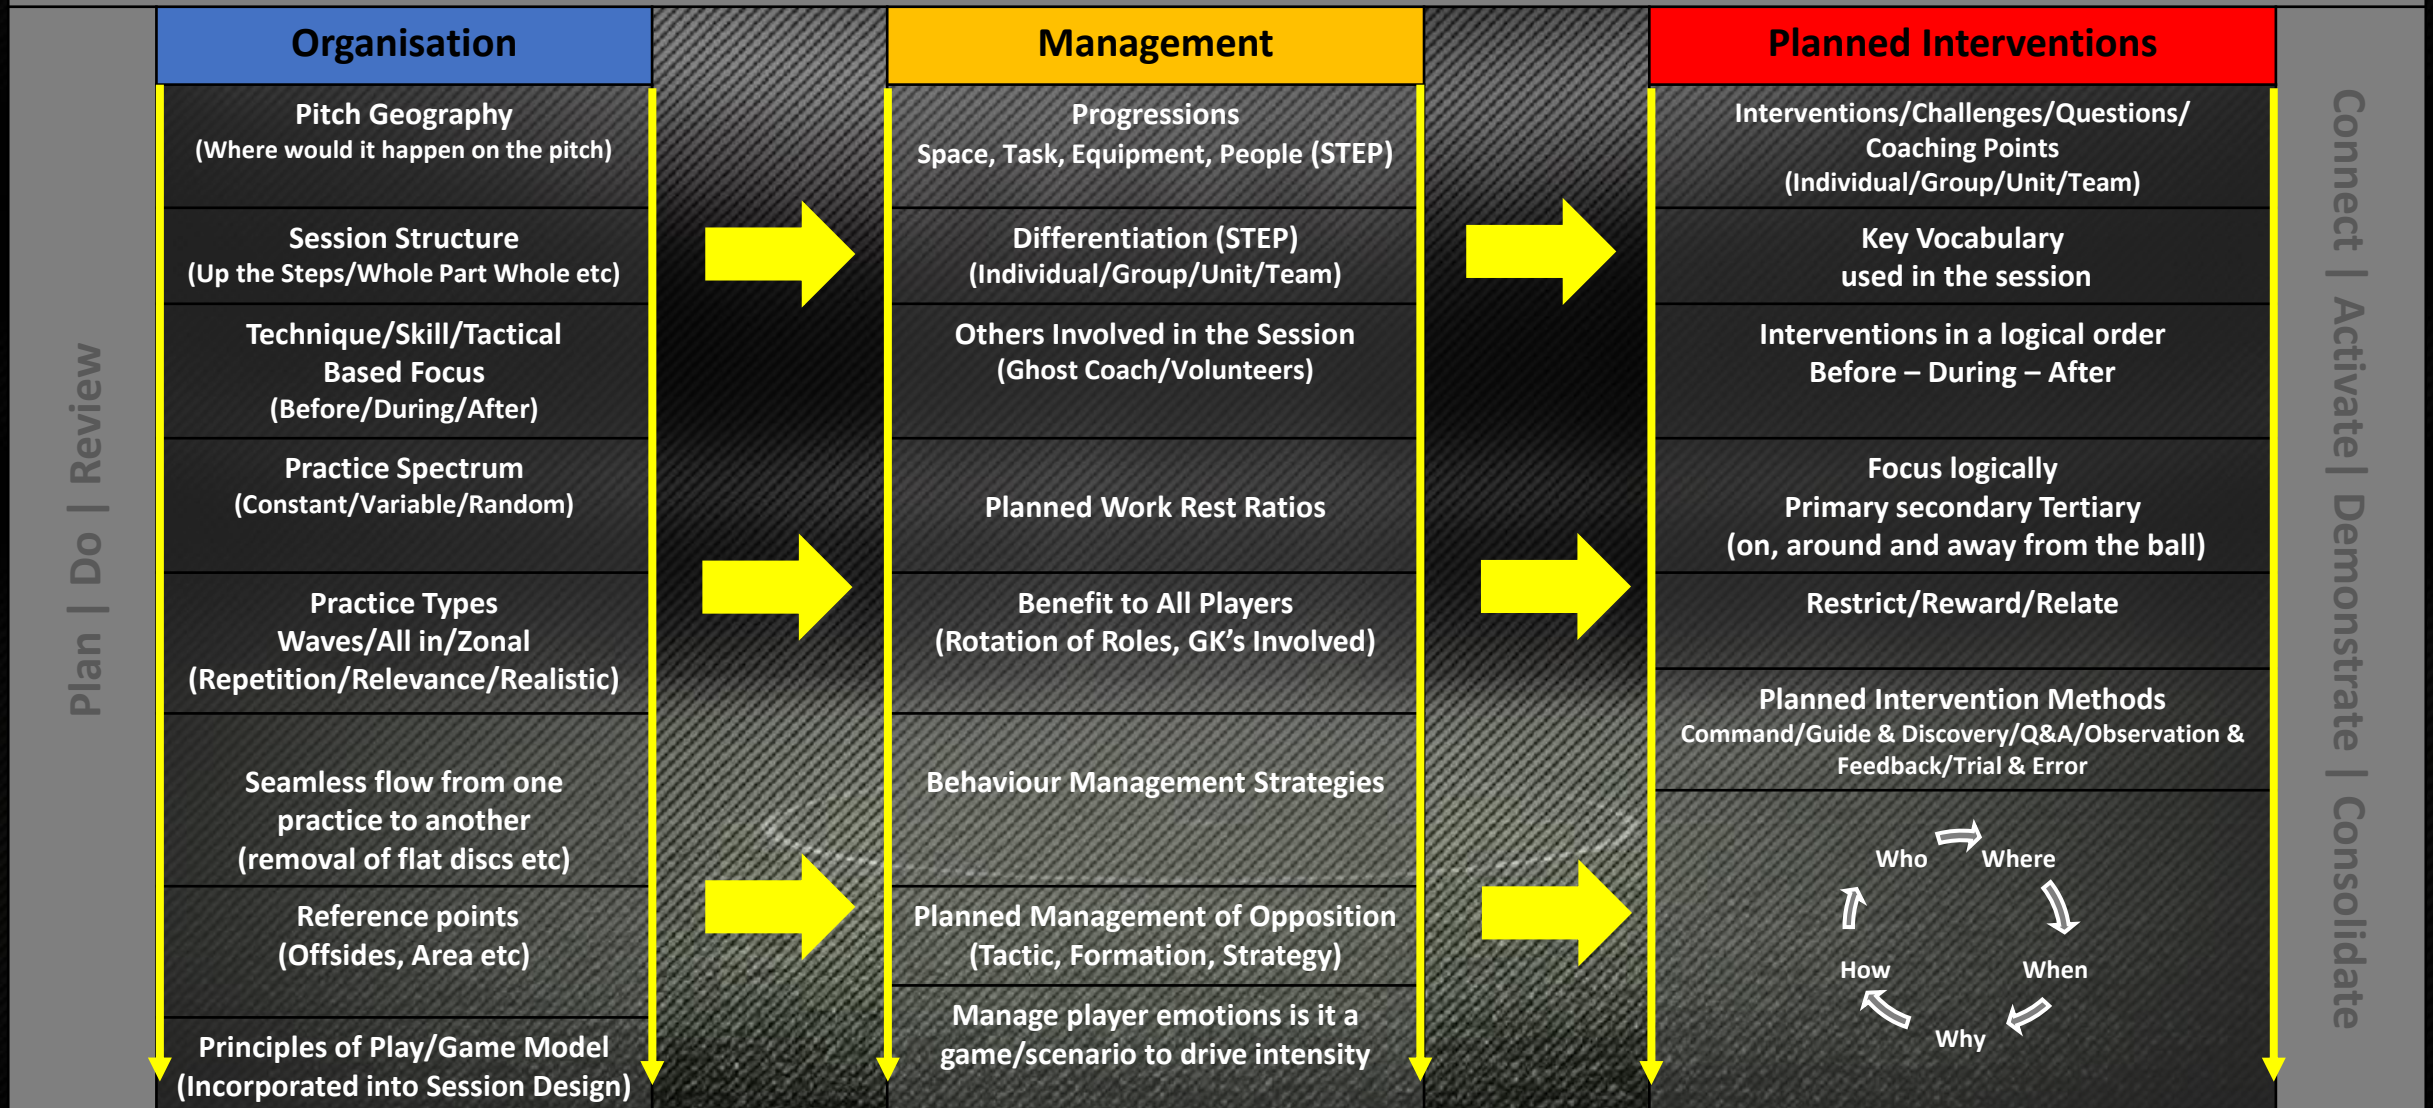 Plan | Do | Review
Organisation
Pitch Geography
(Where would it happen on the pitch)
Session Structure
(Up the Steps/Whole Part Whole etc)
Technique/Skill/Tactical
Based Focus
(Before/During/After)
Practice Spectrum
(Constant/Variable/Random)
Practice Types
Waves/All in/Zonal
(Repetition/Relevance/Realistic)
Seamless flow from one
practice to another
(removal of flat discs etc)
Reference points
(Offsides, Area etc)
Principles of Play/Game Model
(Incorporated into Session Design)
Management
Progressions
Space, Task, Equipment, People (STEP)
Differentiation (STEP)
(Individual/Group/Unit/Team)
Others Involved in the Session
(Ghost Coach/Volunteers)
Planned Work Rest Ratios
Benefit to All Players
(Rotation of Roles, GK's Involved)
Behaviour Management Strategies
Planned Management of Opposition
(Tactic, Formation, Strategy)
Manage player emotions is it a
game/scenario to drive intensity
Planned Interventions
Interventions/Challenges/Questions/
Coaching Points
(Individual/Group/Unit/Team)
Key Vocabulary
used in the session
Interventions in a logical order
Before – During – After
Focus logically
Primary secondary Tertiary
(on, around and away from the ball)
Restrict/Reward/Relate
Planned Intervention Methods
Command/Guide & Discovery/Q&A/Observation &
Feedback/Trial & Error
Who
Where
When
Why
How
Connect | Activate| Demonstrate | Consolidate